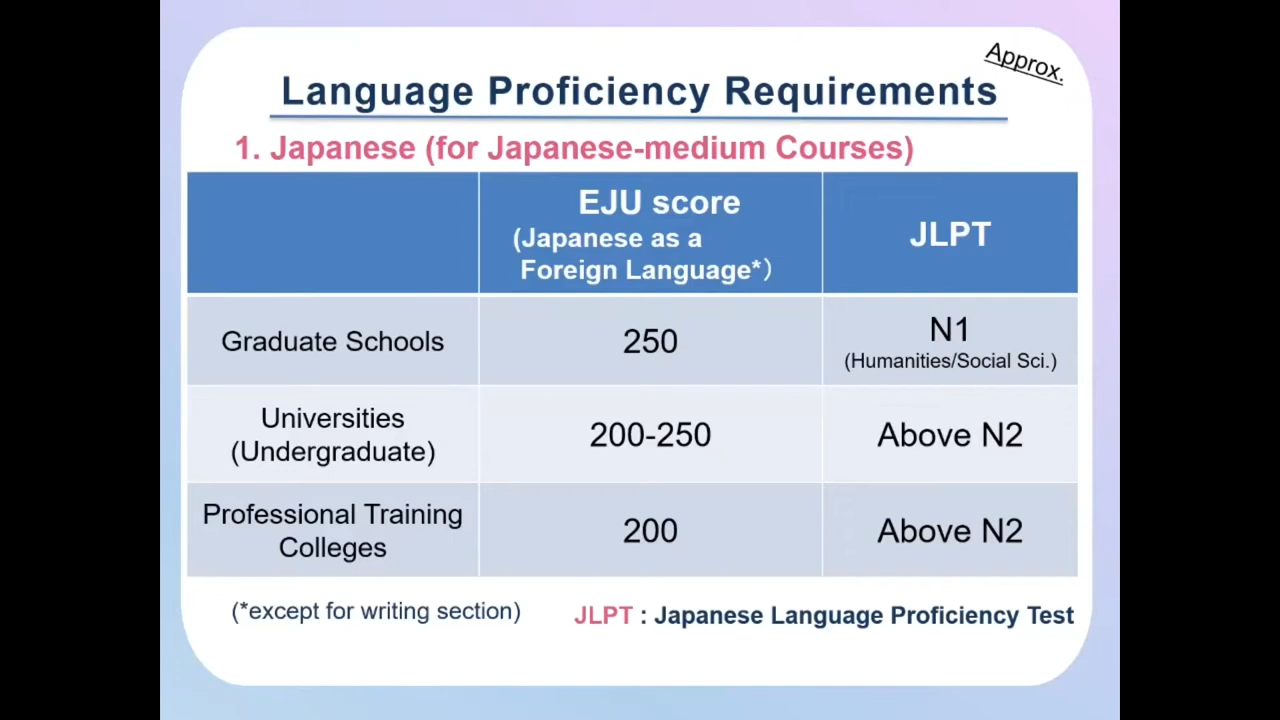 Approx.
Language Proficiency Requirements
1. Japanese (for Japanese-medium Courses)
EJU score
(Japanese as a
Foreign Language*）
JLPT
Graduate Schools
250
N1
(Humanities/Social Sci.)
Universities
(Undergraduate)
200-250
Above N2
Professional Training
Colleges
200
Above N2
(*except for writing section)
JLPT : Japanese Language Proficiency Test